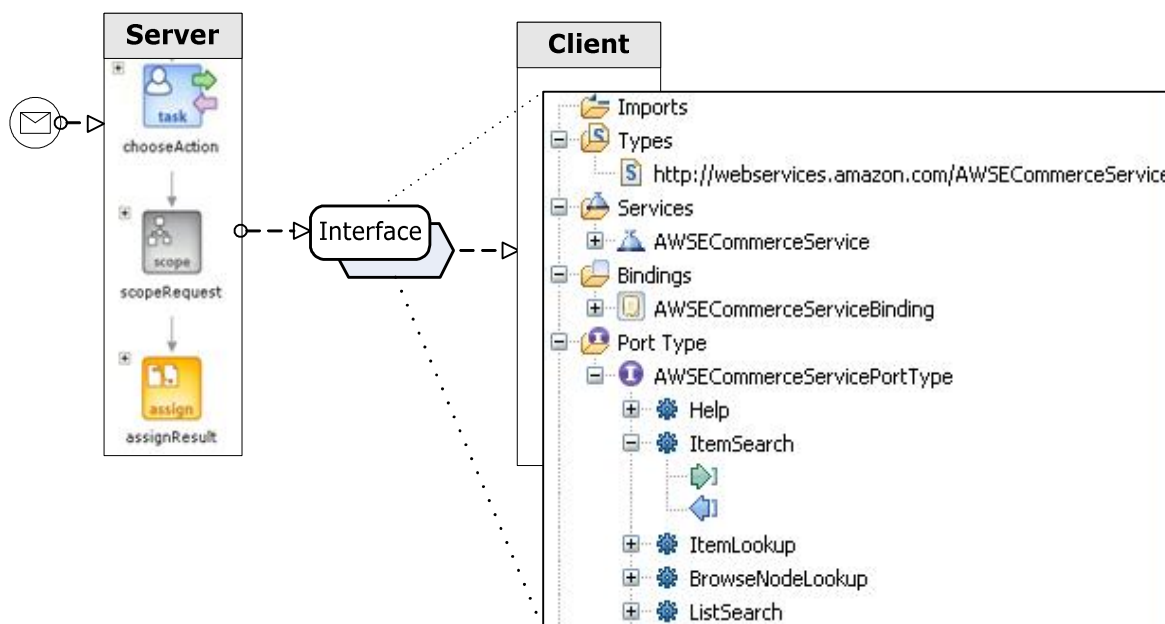 Server
task
chooseAction
scope
scopeRequest
assign
assignResult
Interface
Client
Imports
Types
S http://webservices.amazon.com/AWSECommerceService
Services
AWSECommerceService
Bindings
AWSECommerceServiceBinding
Port Type
AWSECommerceServicePortType
Help
ItemSearch
ItemLookup
BrowseNodeLookup
ListSearch